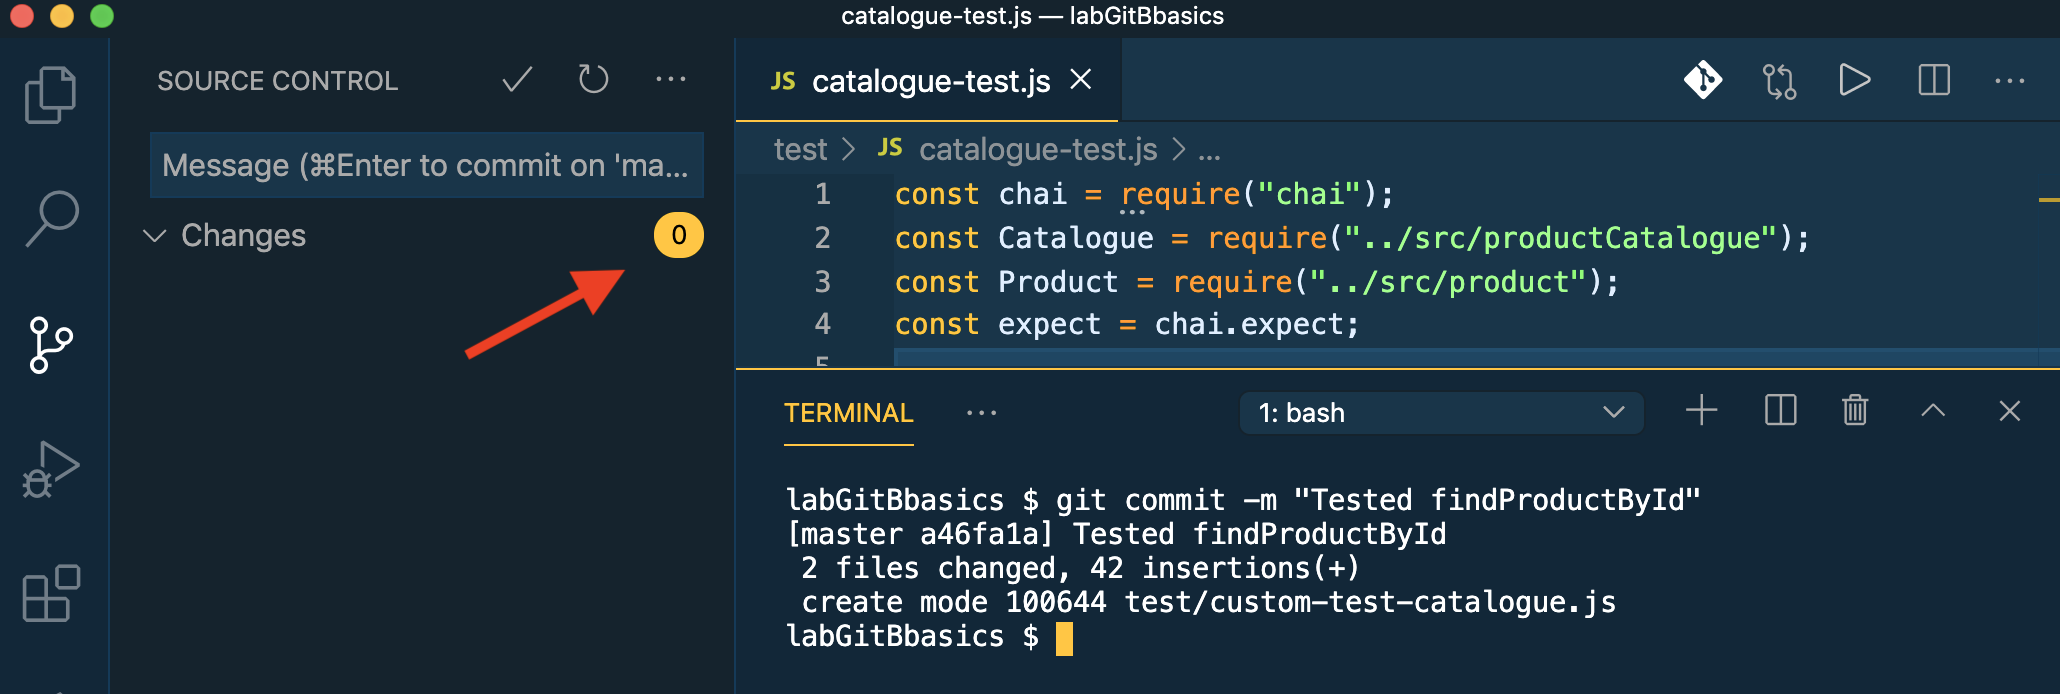 catalogue-test.js — labGitBbasics
SOURCE CONTROL
Message (⌘Enter to commit on 'ma...
Changes
0
JS catalogue-test.js
test > JS catalogue-test.js > ...
1 const chai = require("chai");
2 const Catalogue = require("../src/productCatalogue");
3 const Product = require("../src/product");
4 const expect = chai.expect;
5
TERMINAL
1: bash
labGitBbasics $ git commit -m "Tested findProductById"
[master a46fa1a] Tested findProductById
2 files changed, 42 insertions(+)
create mode 100644 test/custom-test-catalogue.js
labGitBbasics $